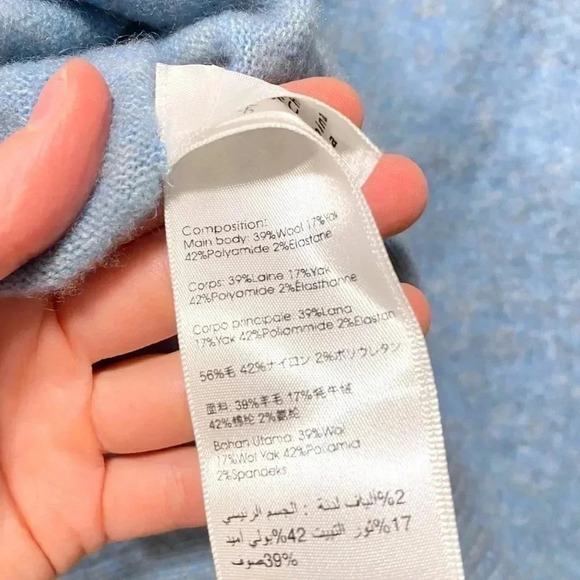 Composition:
Main body: 39%Wool 17%Yak
42%Polyamide 2%Elastane
Corps: 39%Laine 17%Yak
42%Polyamide 2%Élasthanne
Corpo principale: 39%Lana
17%Yak 42%Poliammide 2%Elastan
56%毛 42%ナイロン 2%ポリウレタン
面料: 39%羊毛 17%牦牛绒
42%锦纶 2%氨纶
Bahan Utama: 39%Wol
17%Wol Yak 42%Poliamida
2%Spandeks
2%ألياف لدنة : الجسم الرئيسي
17%ثور التيبت 42%بولي أميد
39%صوف